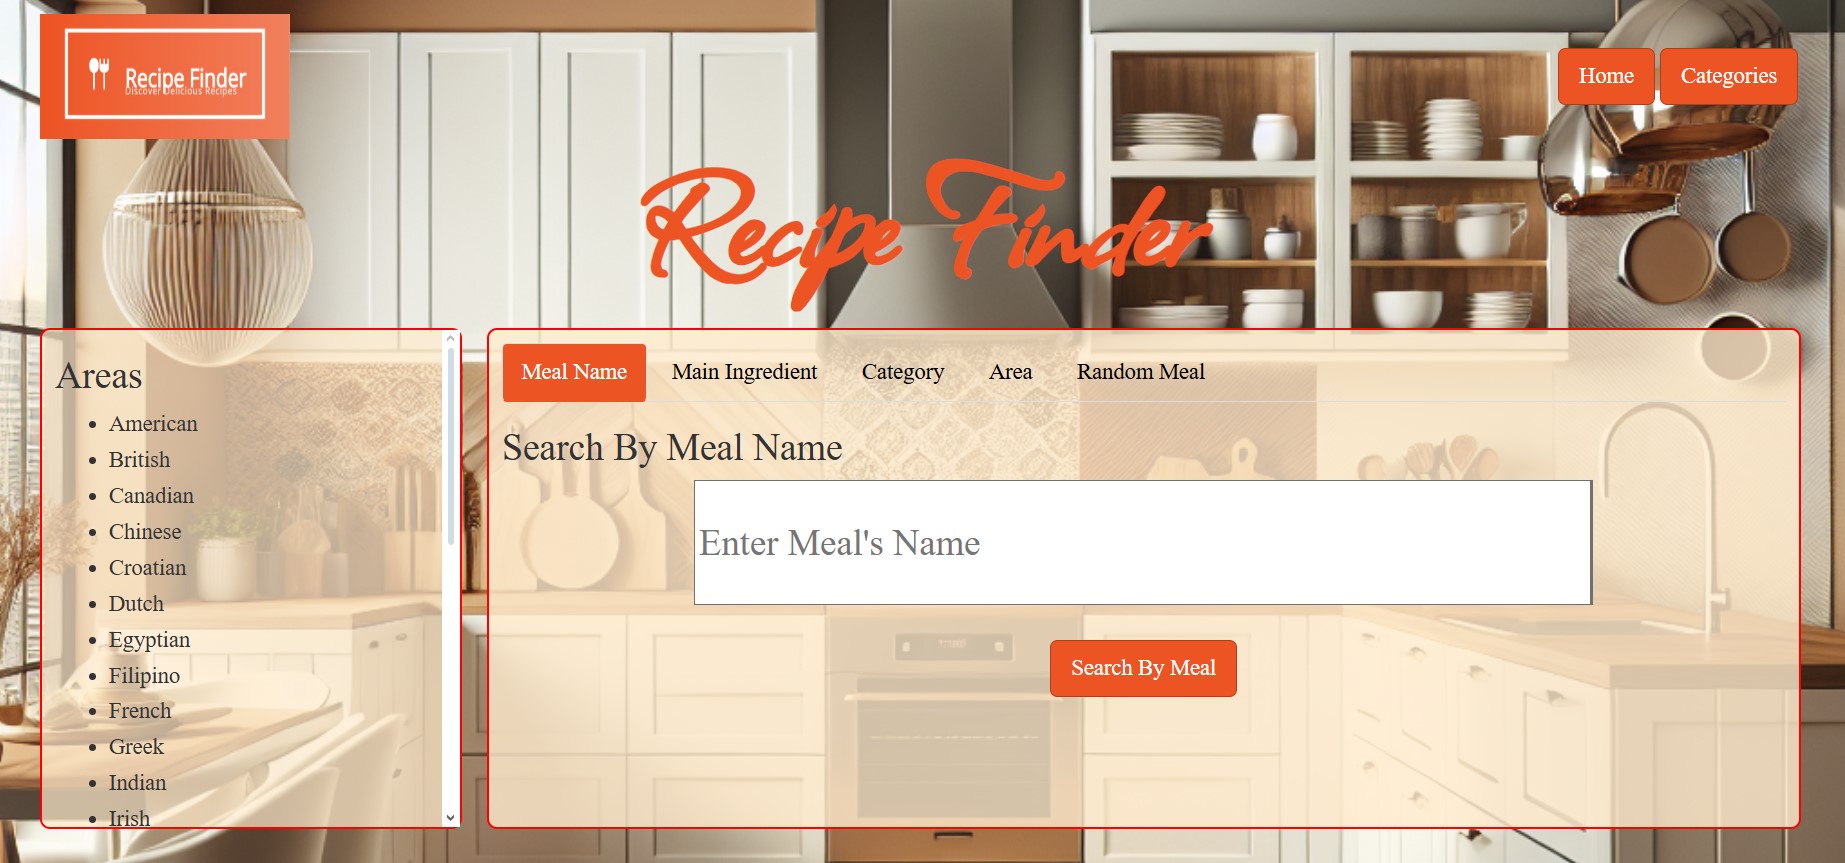 Recipe Finder
Discover Delicious Recipes
Home
Categories
Recipe Finder
Areas
American
British
Canadian
Chinese
Croatian
Dutch
Egyptian
Filipino
French
Greek
Indian
Irish
Meal Name Main Ingredient Category Area Random Meal
Search By Meal Name
Enter Meal's Name
Search By Meal